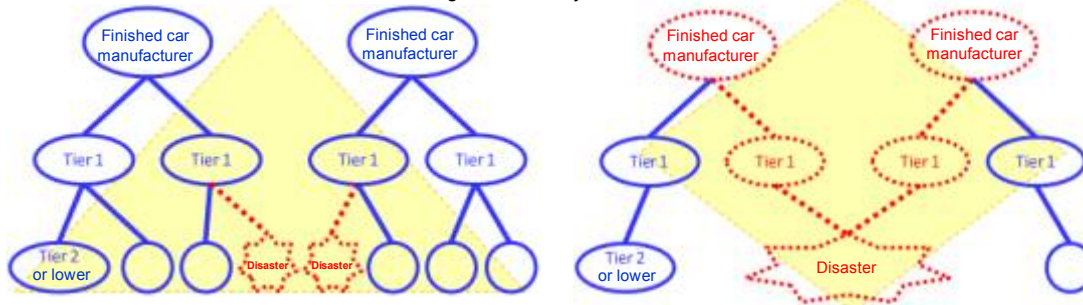 Finished car
manufacturer
Finished car
manufacturer
Finished car
manufacturer
Finished car
manufacturer
Tier 1
Tier 1
Tier 1
Tier 1
Tier 1
Tier 1
Tier 1
Tier 1
Tier 2
or lower
Disaster
Disaster
Tier 2
or lower
Disaster